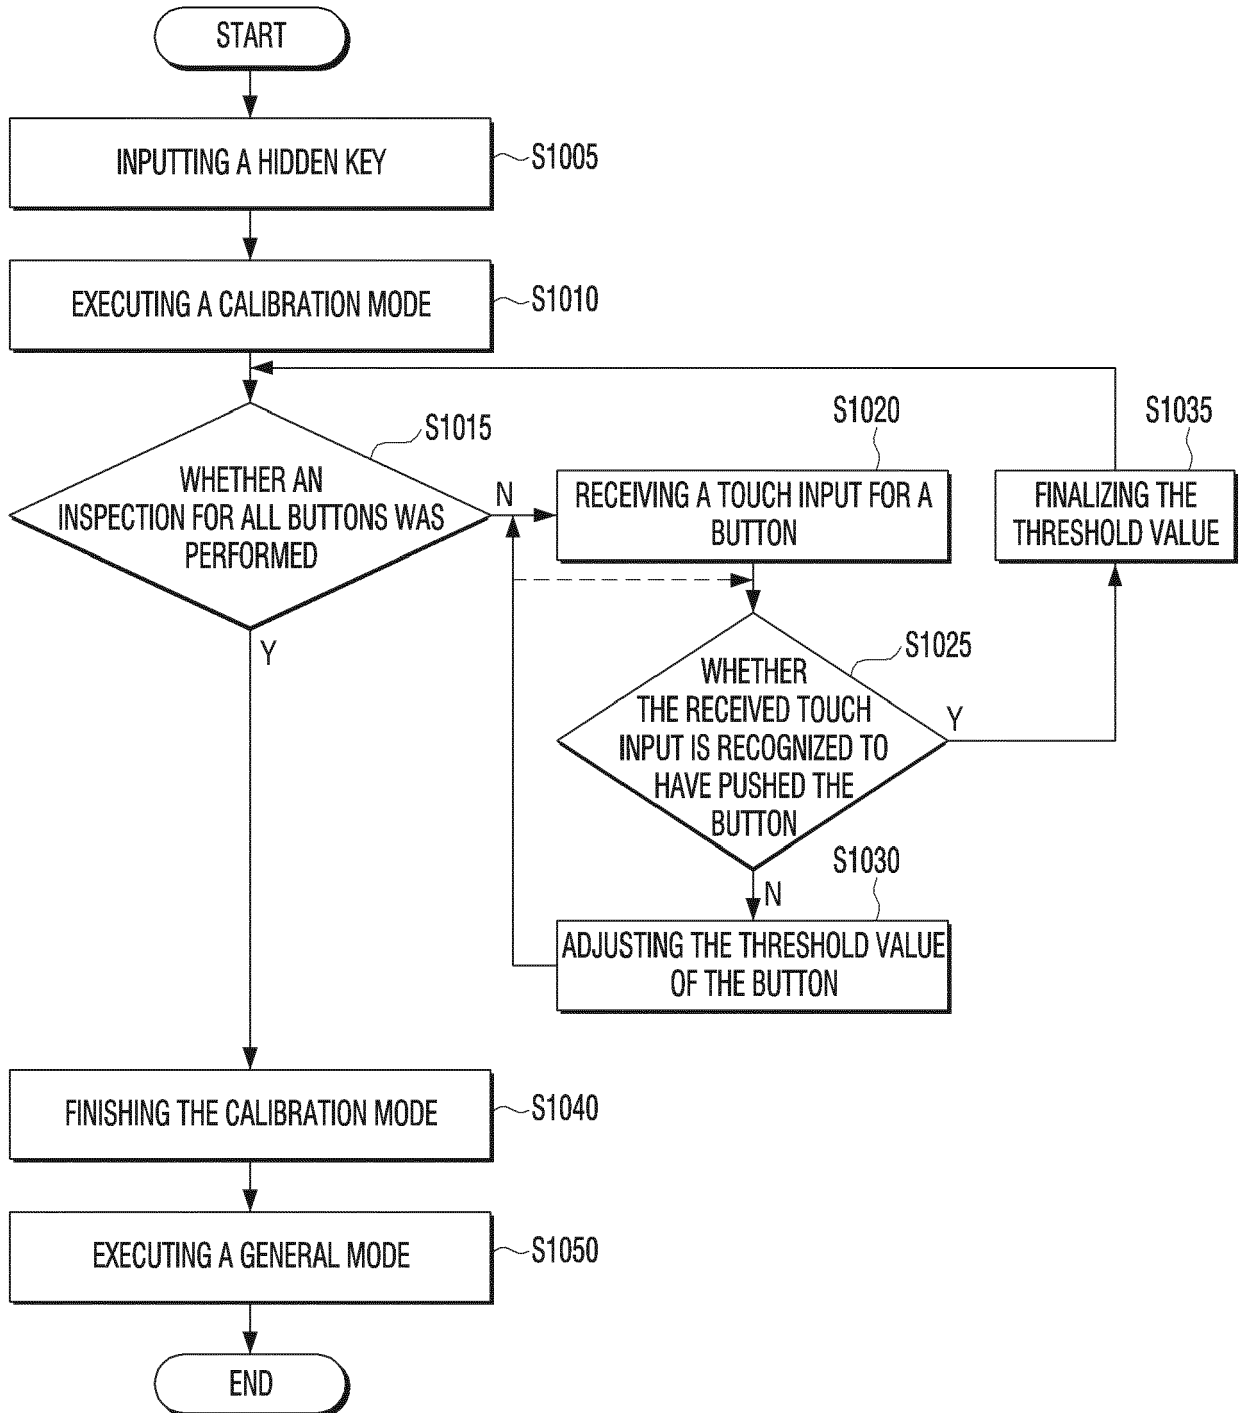 START
INPUTTING A HIDDEN KEY
S1005
EXECUTING A CALIBRATION MODE
S1010
S1015
WHETHER AN
INSPECTION FOR ALL BUTTONS WAS
PERFORMED
N
Y
S1020
RECEIVING A TOUCH INPUT FOR A
BUTTON
S1035
FINALIZING THE
THRESHOLD VALUE
S1025
WHETHER
THE RECEIVED TOUCH
INPUT IS RECOGNIZED TO
HAVE PUSHED THE
BUTTON
Y
N
S1030
ADJUSTING THE THRESHOLD VALUE
OF THE BUTTON
FINISHING THE CALIBRATION MODE
S1040
EXECUTING A GENERAL MODE
S1050
END